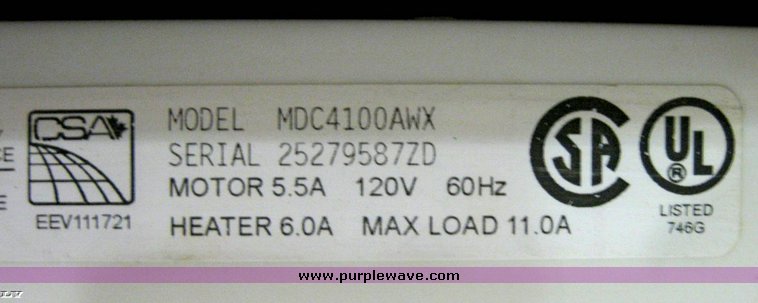 CSA
EEV111721
MODEL MDC4100AWX
SERIAL 25279587ZD
MOTOR 5.5A 120V 60Hz
HEATER 6.0A MAX LOAD 11.0A
CSA
UL
®
LISTED
746G
www.purplewave.com